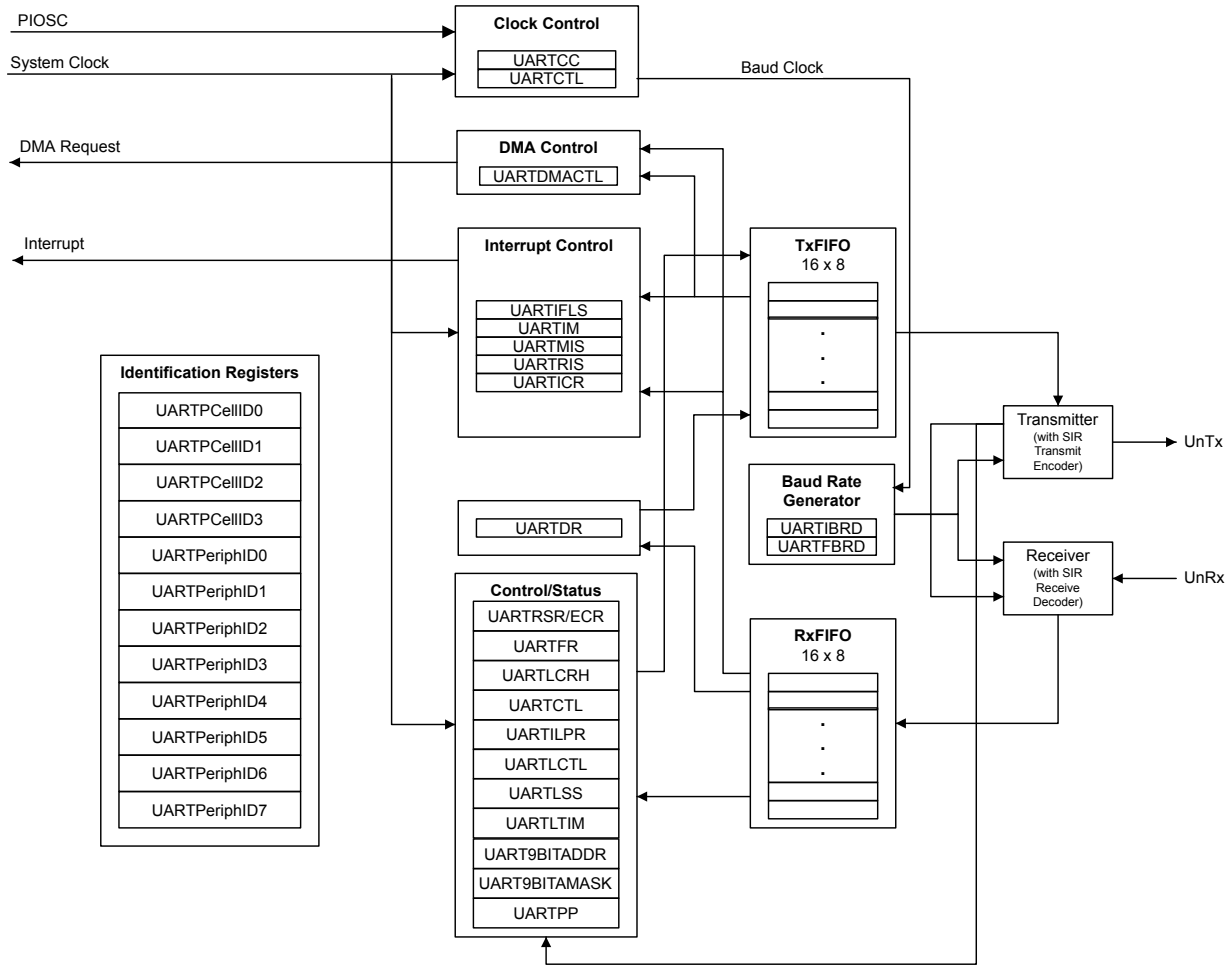 PIOSC
System Clock
DMA Request
Interrupt
Clock Control
UARTCC
UARTCTL
Baud Clock
DMA Control
UARTDMACTL
Interrupt Control
UARTIFLS
UARTIM
UARTMIS
UARTRIS
UARTICR
TxFIFO
16 x 8
.
.
.
Identification Registers
UARTPCellID0
UARTPCellID1
UARTPCellID2
UARTPCellID3
UARTPeriphID0
UARTPeriphID1
UARTPeriphID2
UARTPeriphID3
UARTPeriphID4
UARTPeriphID5
UARTPeriphID6
UARTPeriphID7
UARTDR
Baud Rate
Generator
UARTIBRD
UARTFBRD
Transmitter
(with SIR
Transmit
Encoder)
UnTx
Receiver
(with SIR
Receive
Decoder)
UnRx
Control/Status
UARTRSR/ECR
UARTFR
UARTLCRH
UARTCTL
UARTILPR
UARTLCTL
UARTLSS
UARTLTIM
UART9BITADDR
UART9BITAMASK
UARTPP
RxFIFO
16 x 8
.
.
.